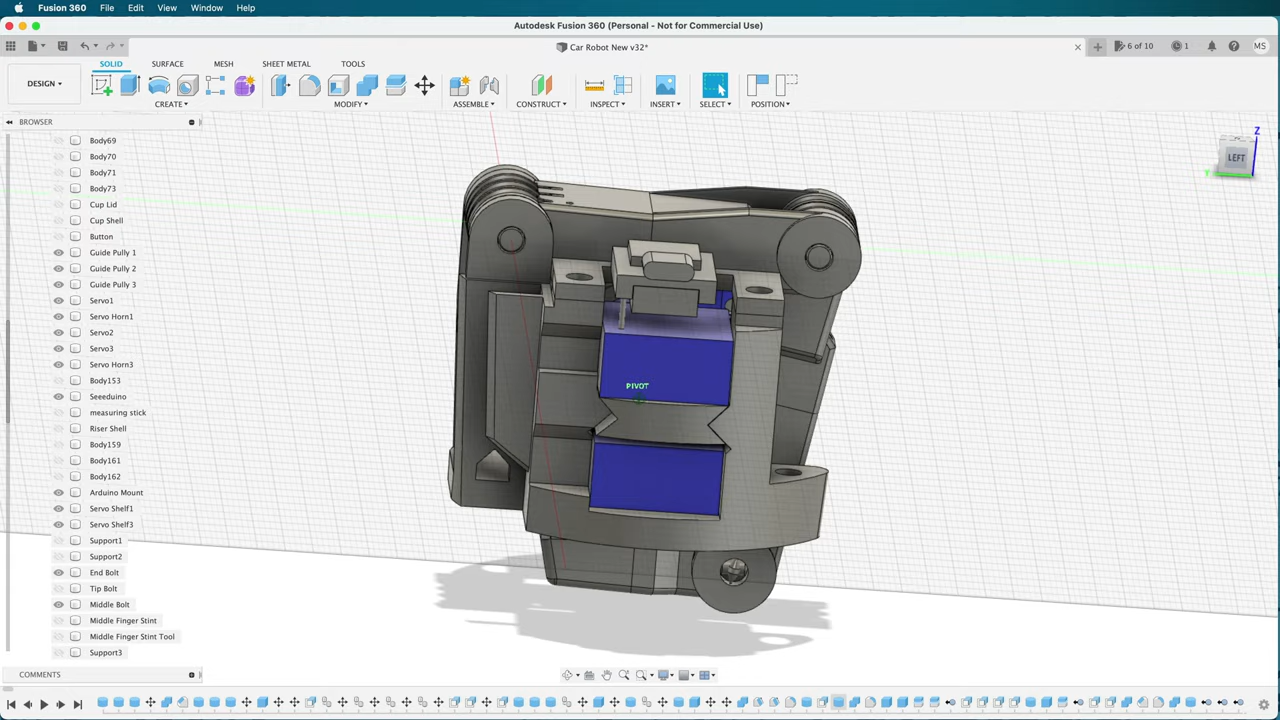 Fusion 360 File Edit View Window Help
Autodesk Fusion 360 (Personal - Not for Commercial Use)
Car Robot New v32*
6 of 10 1 MS
SOLID SURFACE MESH SHEET METAL TOOLS
DESIGN
CREATE MODIFY ASSEMBLE CONSTRUCT INSPECT INSERT SELECT POSITION
BROWSER
Body69
Body70
Body71
Body73
Cup Lid
Cup Shell
Button
Guide Pully 1
Guide Pully 2
Guide Pully 3
Servo1
Servo Horn1
Servo2
Servo3
Servo Horn3
Body153
Seeeduino
measuring stick
Riser Shell
Body159
Body161
Body162
Arduino Mount
Servo Shelf1
Servo Shelf3
Support1
Support2
End Bolt
Tip Bolt
Middle Bolt
Middle Finger Stint
Middle Finger Stint Tool
Support3
PIVOT
Z
LEFT
Y
COMMENTS